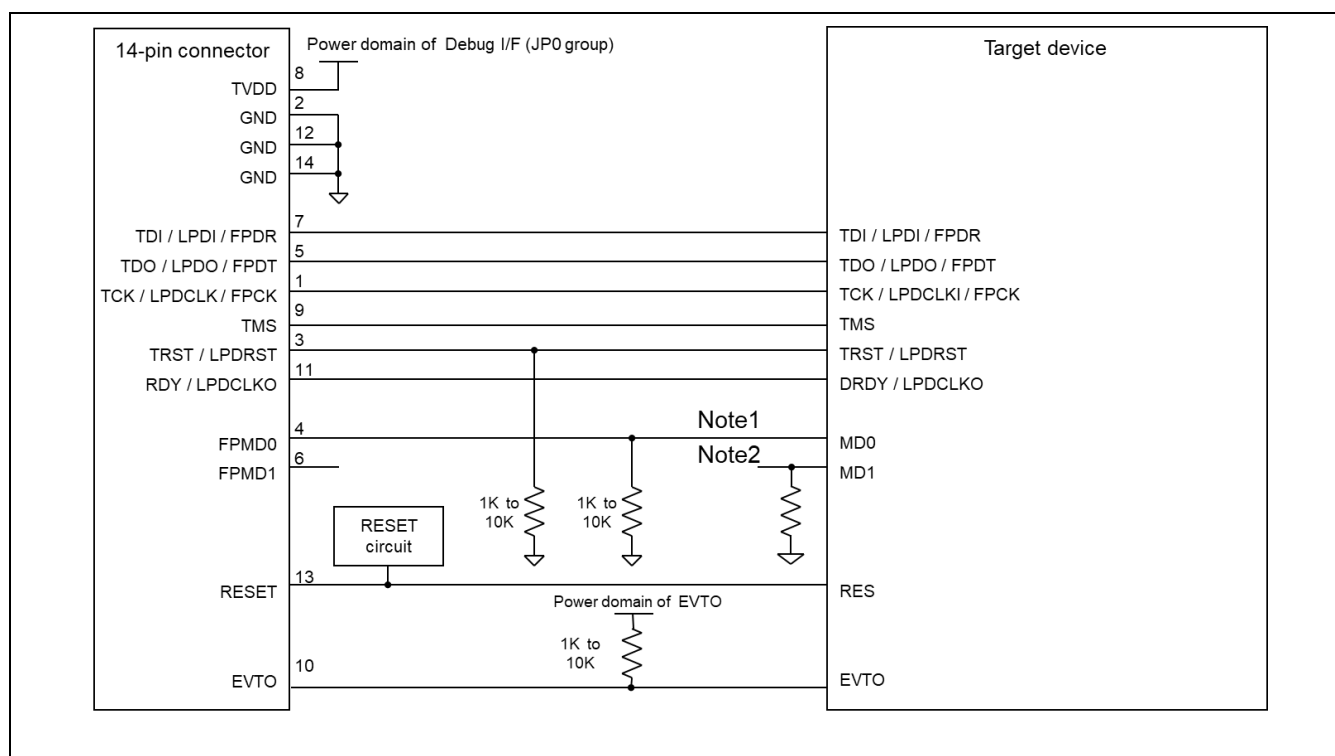 14-pin connector
Power domain of Debug I/F (JP0 group)
Target device
8
TVDD
2
GND
12
GND
14
GND
7
TDI / LPDI / FPDR
TDI / LPDI / FPDR
5
TDO / LPDO / FPDT
TDO / LPDO / FPDT
1
TCK / LPDCLK / FPCK
TCK / LPDCLKI / FPCK
9
TMS
TMS
3
TRST / LPDRST
TRST / LPDRST
11
RDY / LPDCLKO
DRDY / LPDCLKO
Note1
4
FPMD0
MD0
Note2
6
FPMD1
MD1
1K to
10K
1K to
10K
RESET
circuit
13
RESET
RES
Power domain of EVTO
1K to
10K
10
EVTO
EVTO